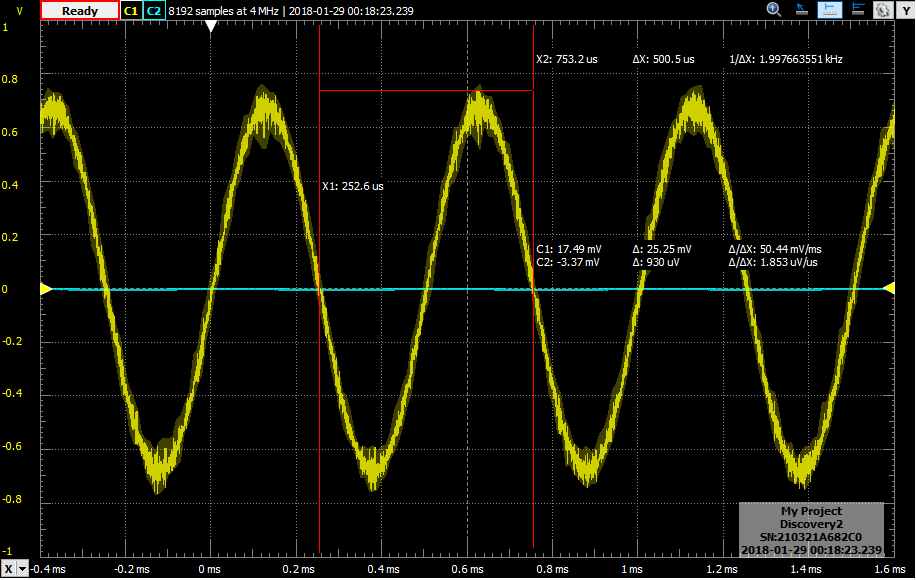 V Ready C1 C2 8192 samples at 4 MHz | 2018-01-29 00:18:23.239 Y
1
X2: 753.2 us ΔX: 500.5 us 1/ΔX: 1.997663551 kHz
0.8
0.6
0.4
X1: 252.6 us
0.2
C1: 17.49 mV Δ: 25.25 mV Δ/ΔX: 50.44 mV/ms
C2: -3.37 mV Δ: 930 uV Δ/ΔX: 1.853 uV/us
0
-0.2
-0.4
-0.6
-0.8
My Project
Discovery2
SN:210321A682C0
2018-01-29 00:18:23.239
-1
X -0.4 ms -0.2 ms 0 ms 0.2 ms 0.4 ms 0.6 ms 0.8 ms 1 ms 1.2 ms 1.4 ms 1.6 ms